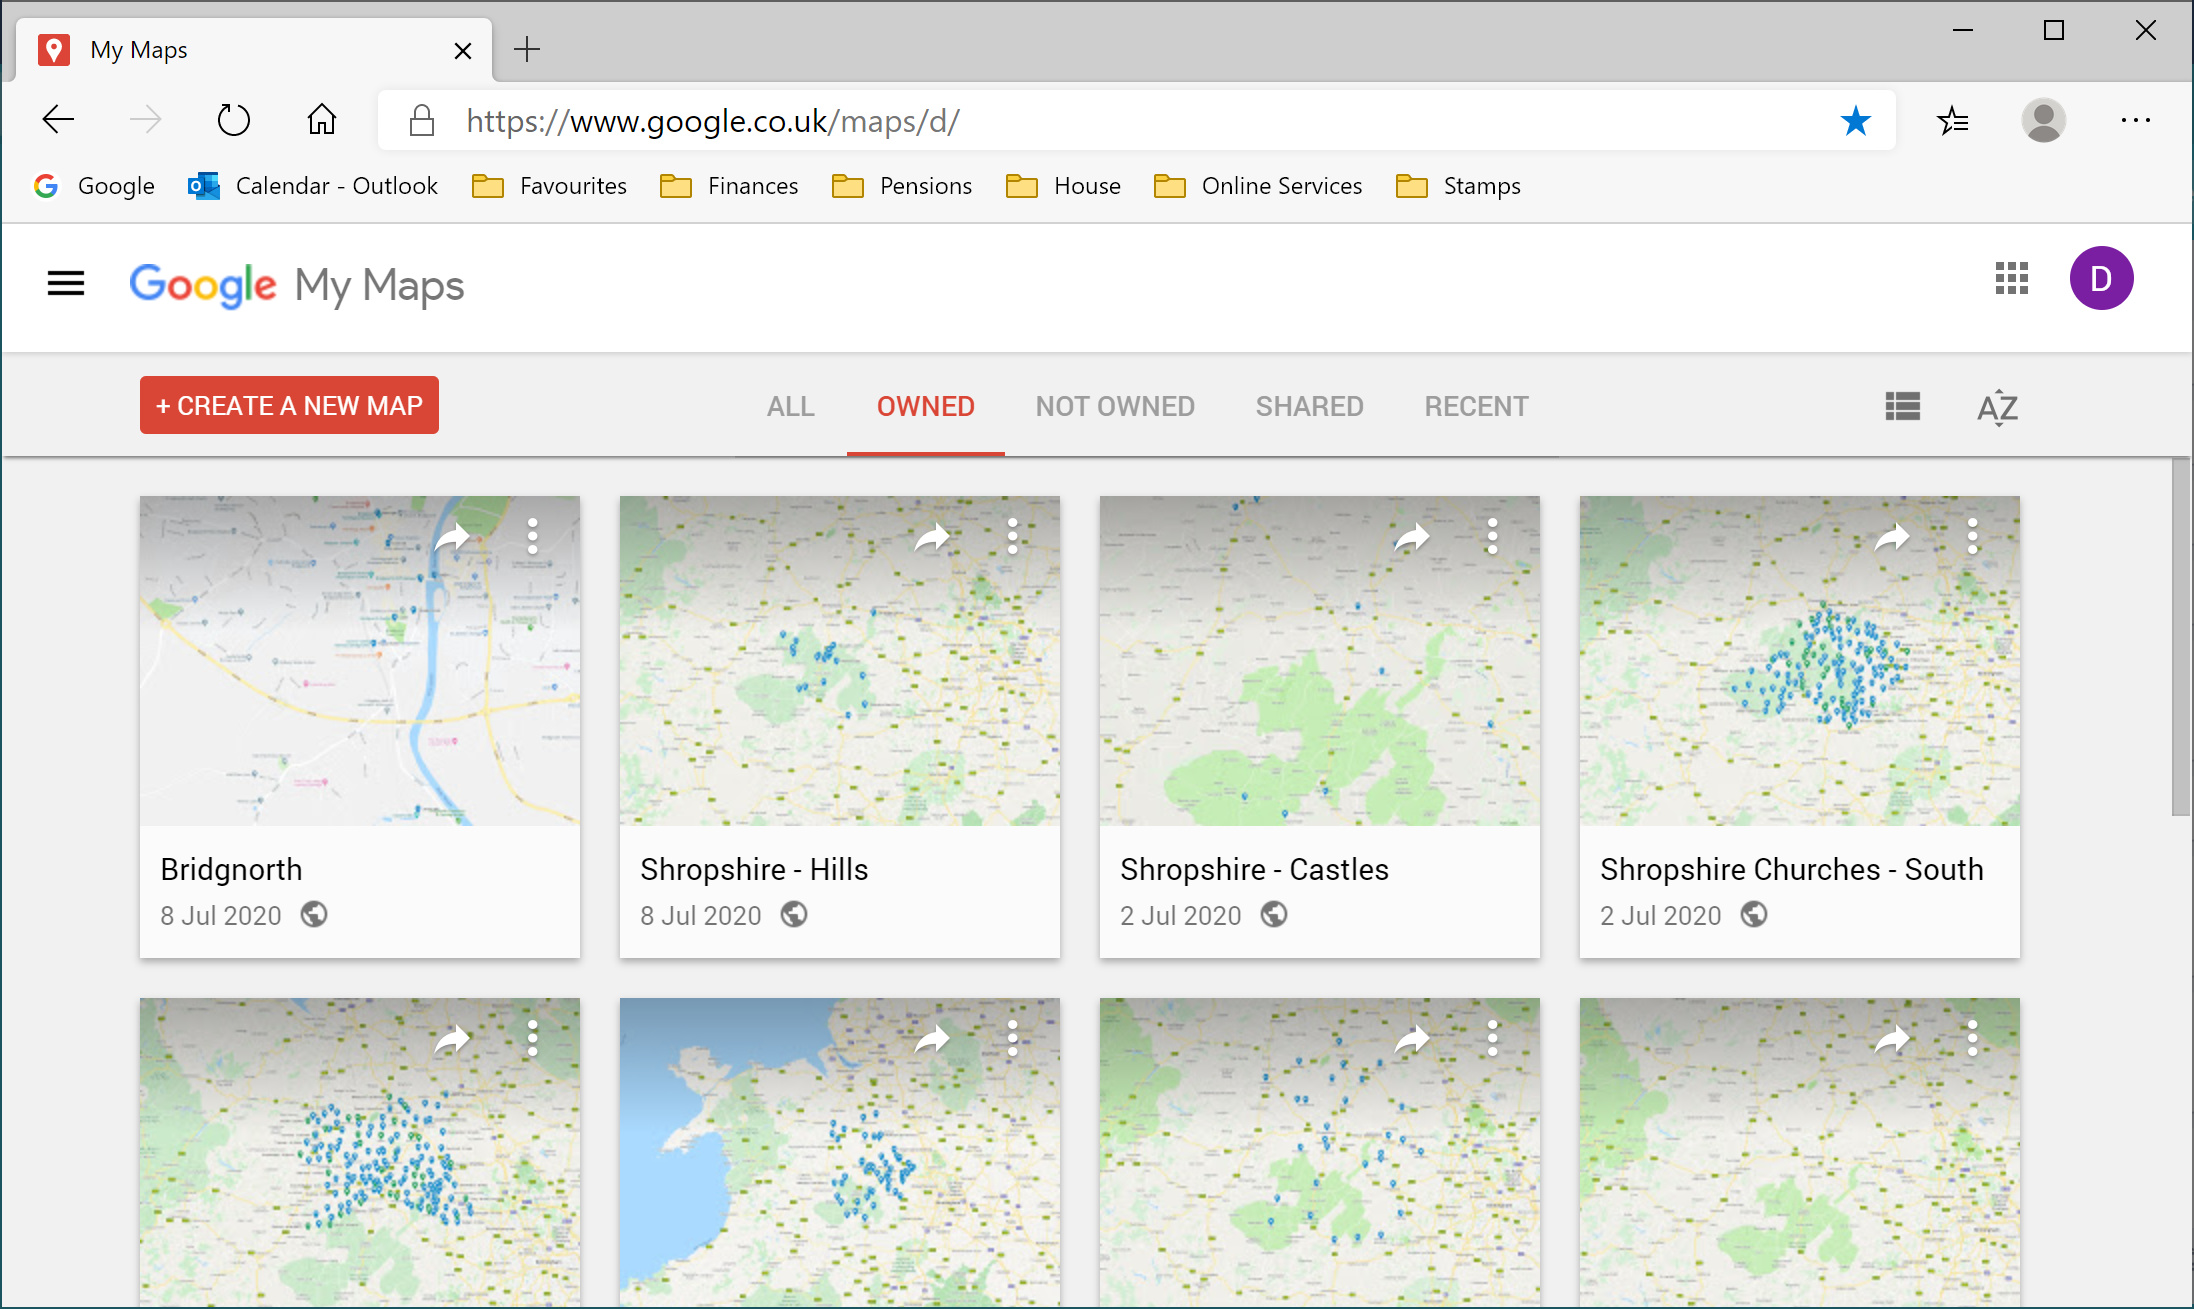 My Maps
https://www.google.co.uk/maps/d/
Google Calendar - Outlook Favourites Finances Pensions House Online Services Stamps
Google My Maps
D
+ CREATE A NEW MAP ALL OWNED NOT OWNED SHARED RECENT AZ
Bridgnorth
8 Jul 2020
Shropshire - Hills
8 Jul 2020
Shropshire - Castles
2 Jul 2020
Shropshire Churches - South
2 Jul 2020